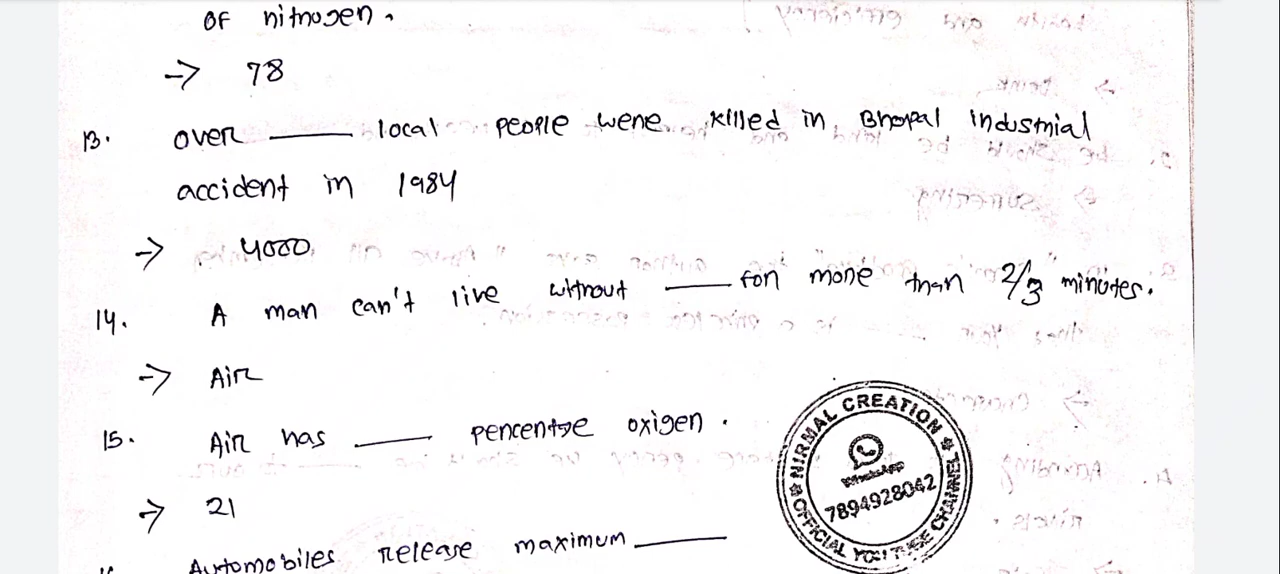 of nitrogen.
-> 78
13. over ____ local people were killed in Bhopal industrial
accident in 1984
-> 4000
14. A man can't live without ____ for more than 2/3 minutes.
-> Air
15. Air has ____ percentge oxigen.
-> 21
Automobiles release maximum ____
NIRMAL CREATION
WhatsApp
7894928042
OFFICIAL YOUTUBE CHANNEL